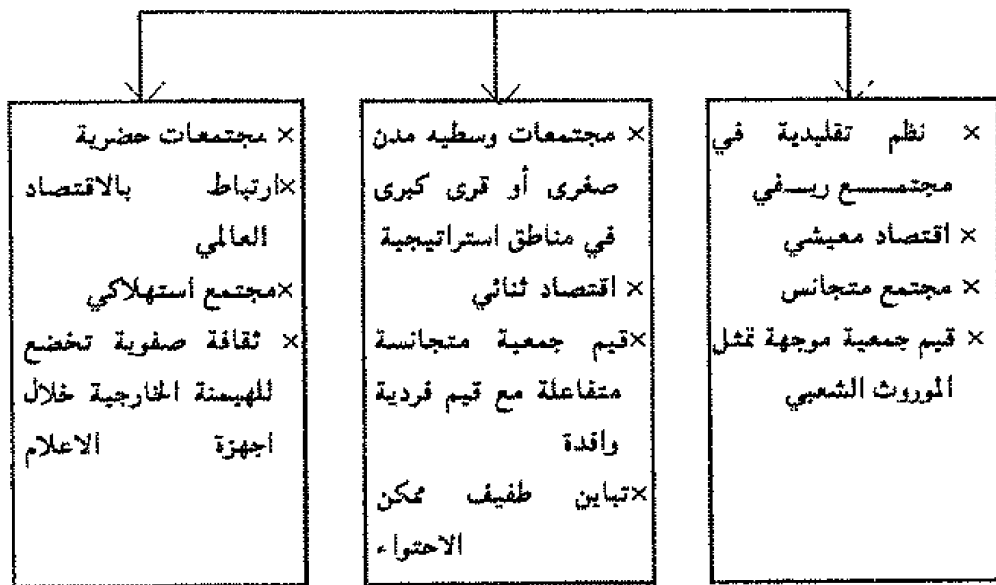 × نظم تقليدية في
مجتمـــــع ريـــفي
× اقتصاد معيشي
× مجتمع متجانس
× قيم جمعية موجهة تمثل
الموروث الشعبي
× مجتمعات وسطيه مدن
صغرى أو قرى كبرى
في مناطق استراتيجية
× اقتصاد ثنائي
×قيم جمعية متجانسة
متفاعلة مع قيم فردية
وافدة
×تباين طفيف ممكن
الاحتواء
× مجتمعات حضرية
×ارتباط بالاقتصاد
العالمي
×مجتمع استهلاكي
× ثقافة صفوية تخضع
للهيمنة الخارجية خلال
اجهزة الاعلام